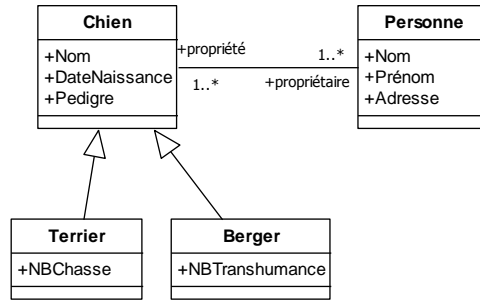 Chien
+Nom
+DateNaissance
+Pedigre
+propriété
1..*
1..*
+propriétaire
Personne
+Nom
+Prénom
+Adresse
Terrier
+NBChasse
Berger
+NBTranshumance